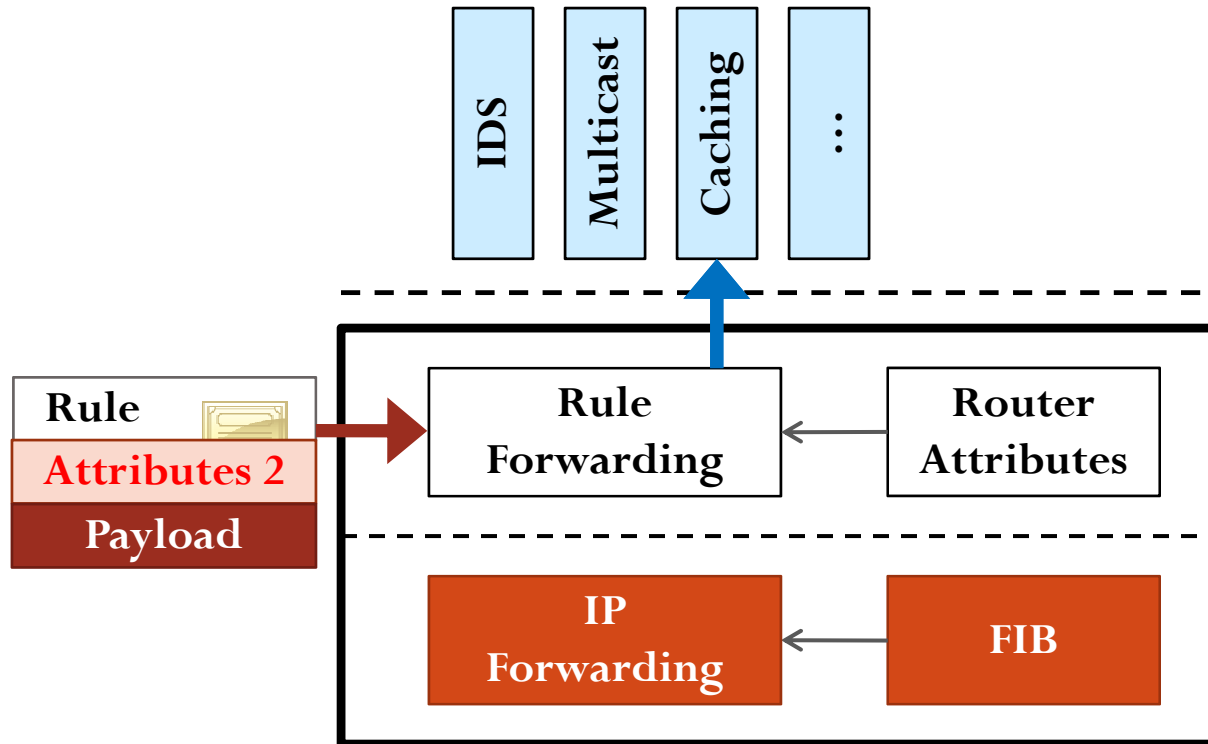 IDS
Multicast
Caching
...
Rule
Attributes 2
Payload
Rule
Forwarding
Router
Attributes
IP
Forwarding
FIB